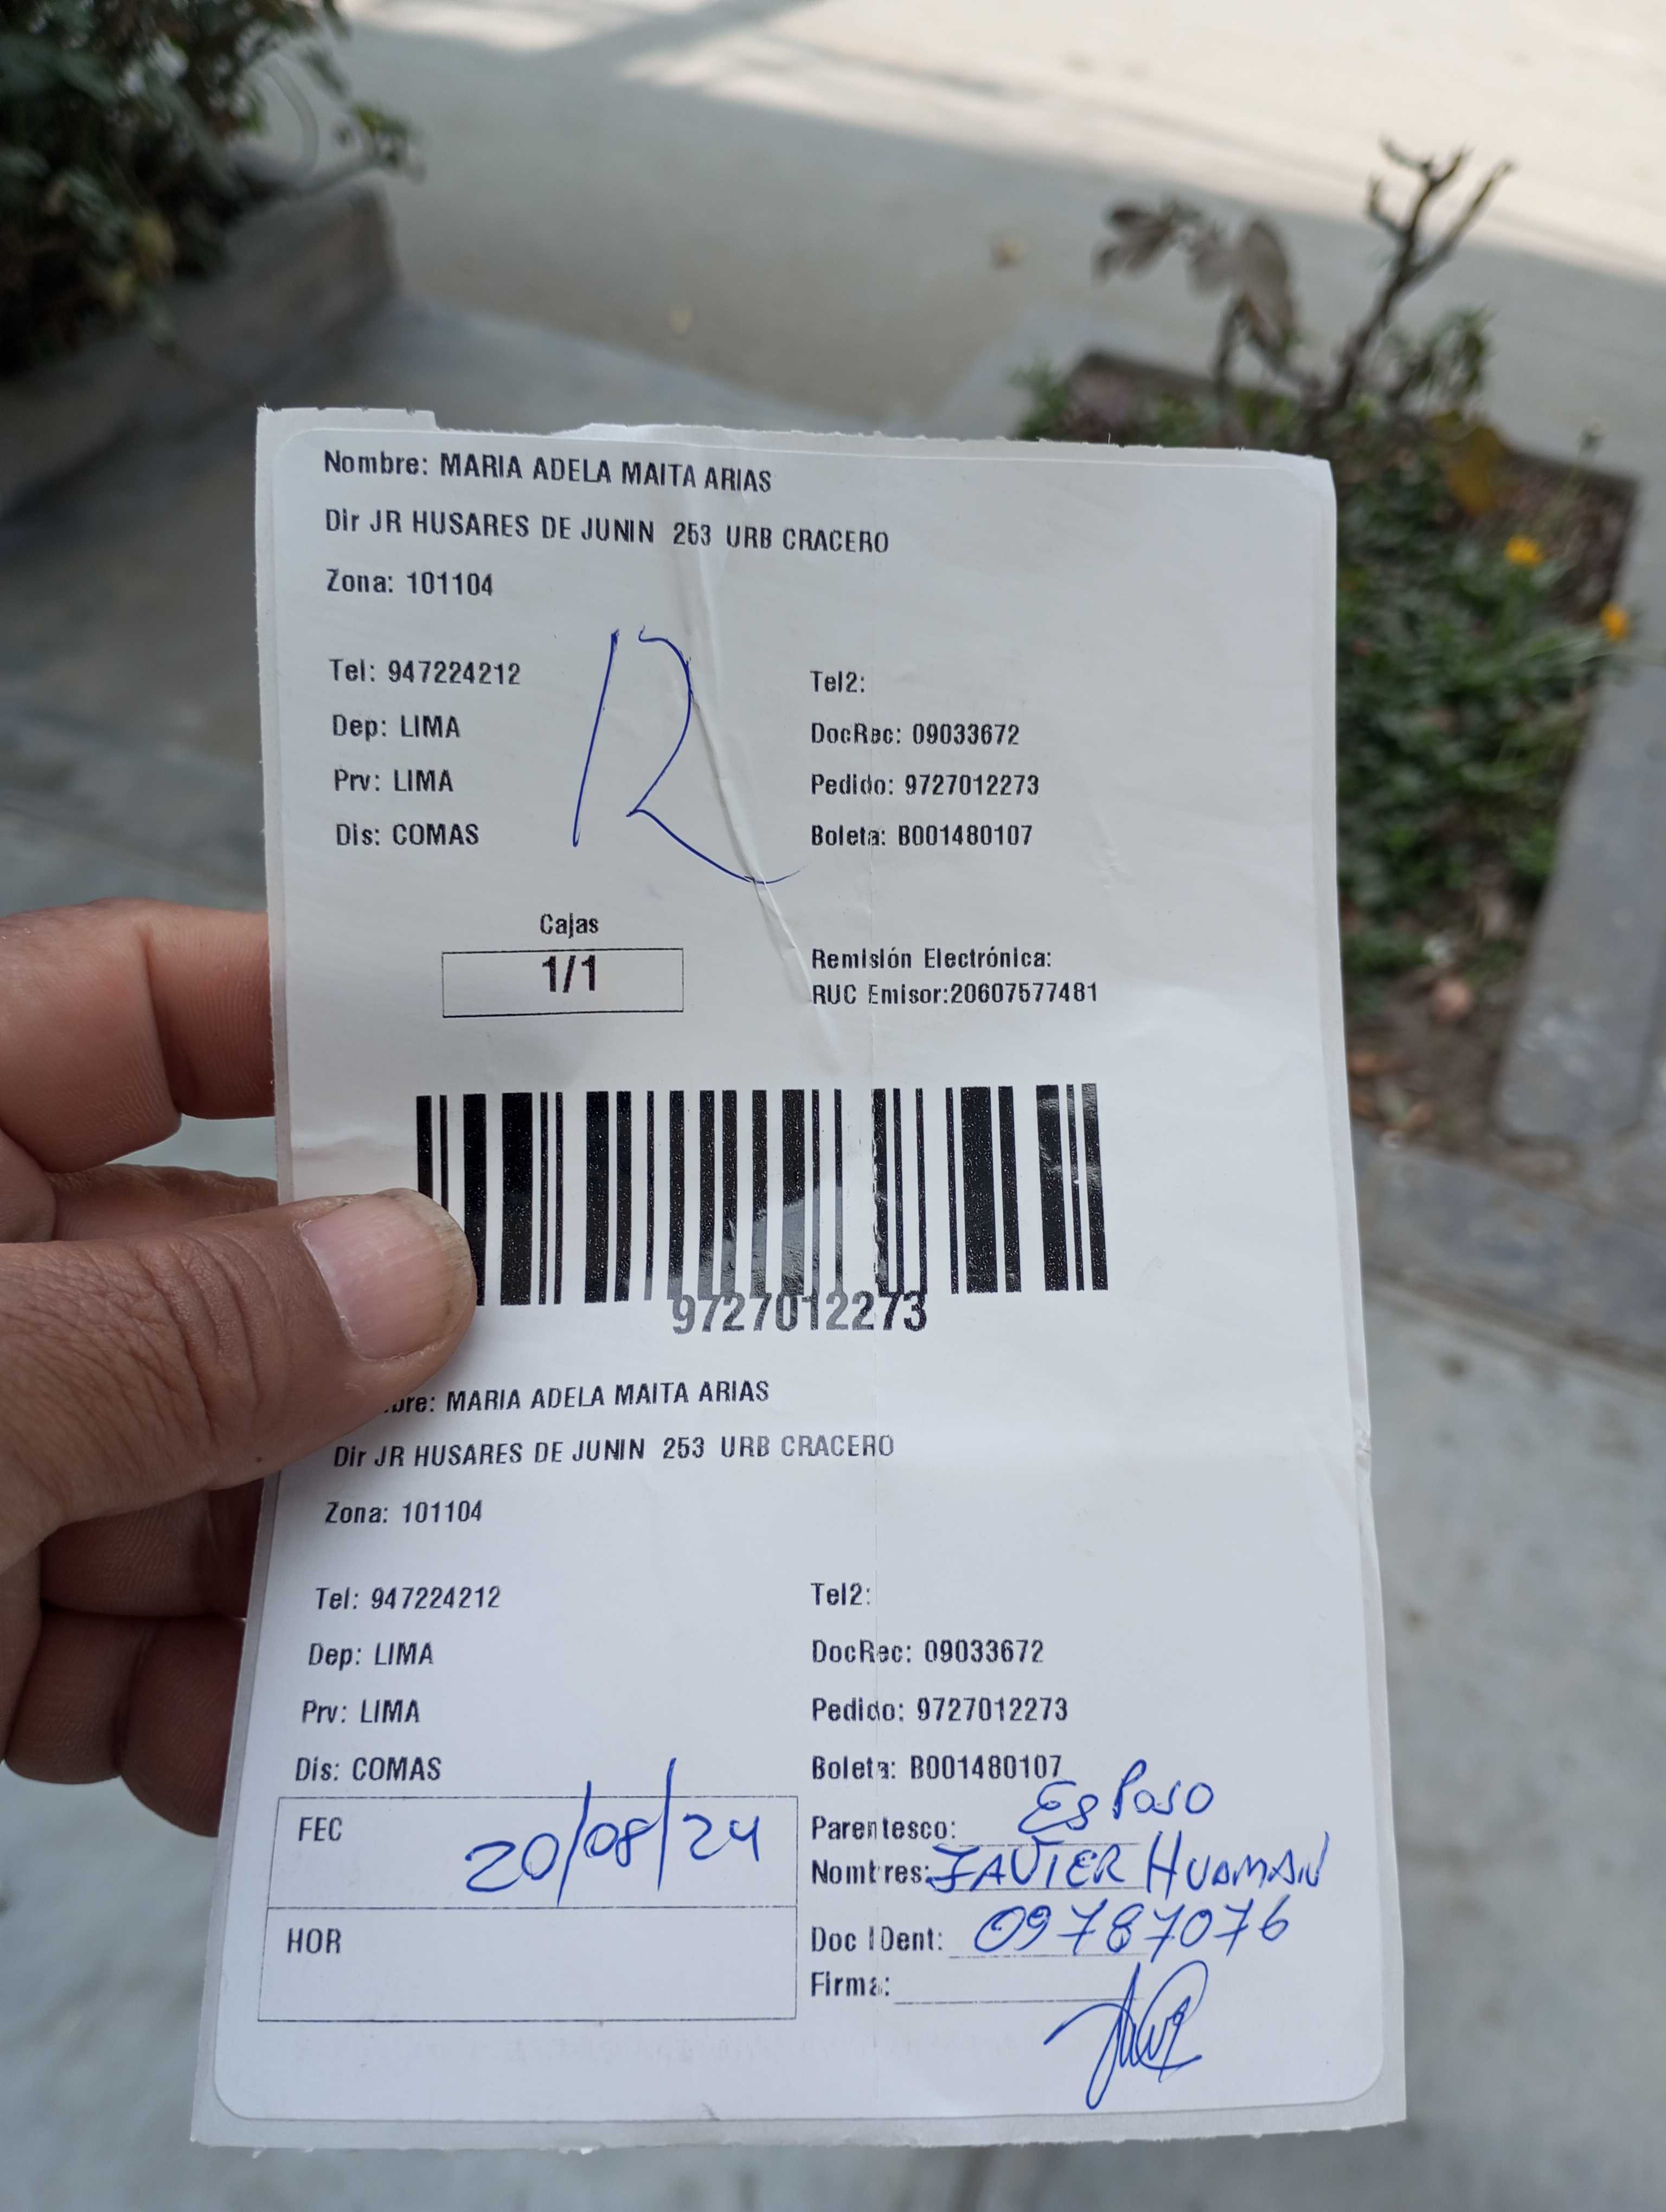 Nombre: MARIA ADELA MAITA ARIAS
Dir JR HUSARES DE JUNIN 253 URB CRACERO
Zona: 101104
R
Tel: 947224212
Tel2:
Dep: LIMA
DocRec: 09033672
Prv: LIMA
Pedido: 9727012273
Dis: COMAS
Boleta: B001480107
Cajas
1/1
Remisión Electrónica:
RUC Emisor:20607577481
9727012273
bre: MARIA ADELA MAITA ARIAS
Dir JR HUSARES DE JUNIN 253 URB CRACERO
Zona: 101104
Tel: 947224212
Tel2:
Dep: LIMA
DocRec: 09033672
Prv: LIMA
Pedido: 9727012273
Dis: COMAS
Boleta: B001480107
FEC 20/08/24
Parentesco: Esposo
Nombres: JAVIER HUAMAN
HOR
Doc IDent: 09787076
Firma: